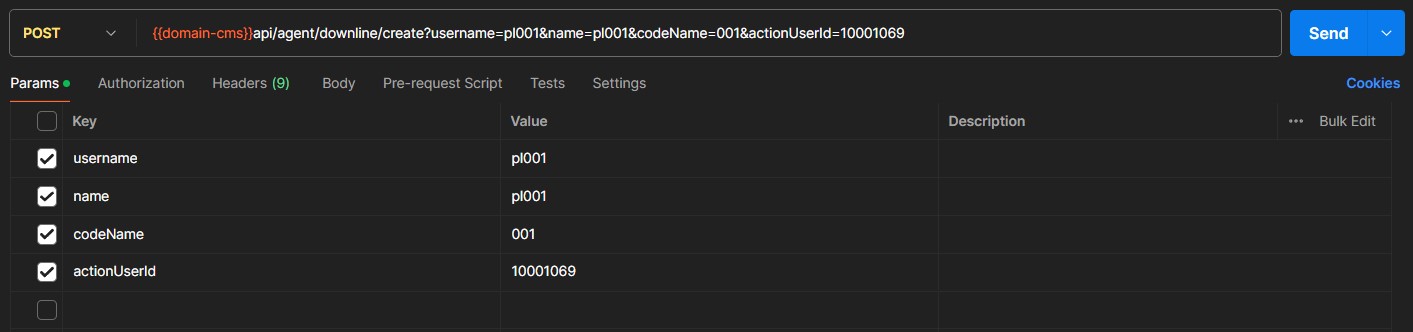 POST {{domain-cms}}api/agent/downline/create?username=pl001&name=pl001&codeName=001&actionUserId=10001069 Send
Params Authorization Headers (9) Body Pre-request Script Tests Settings Cookies
Key Value Description ••• Bulk Edit
username pl001
name pl001
codeName 001
actionUserId 10001069